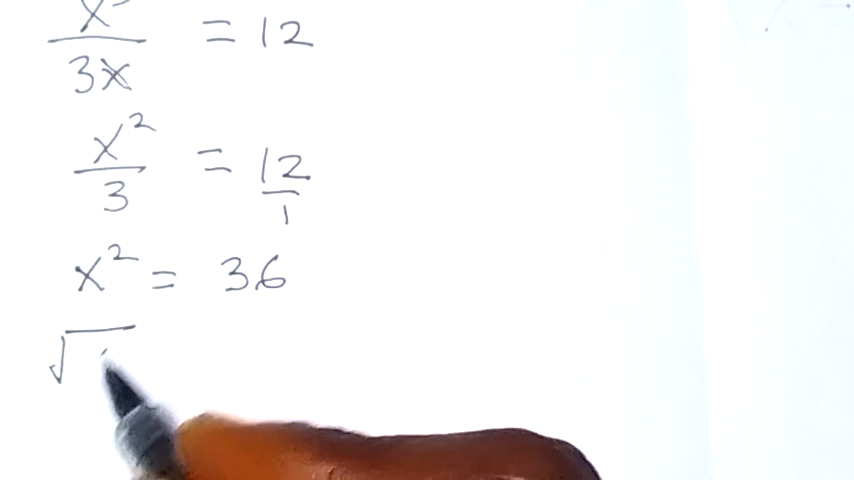 x
3x = 12
x²/3 = 12/1
x² = 36
√